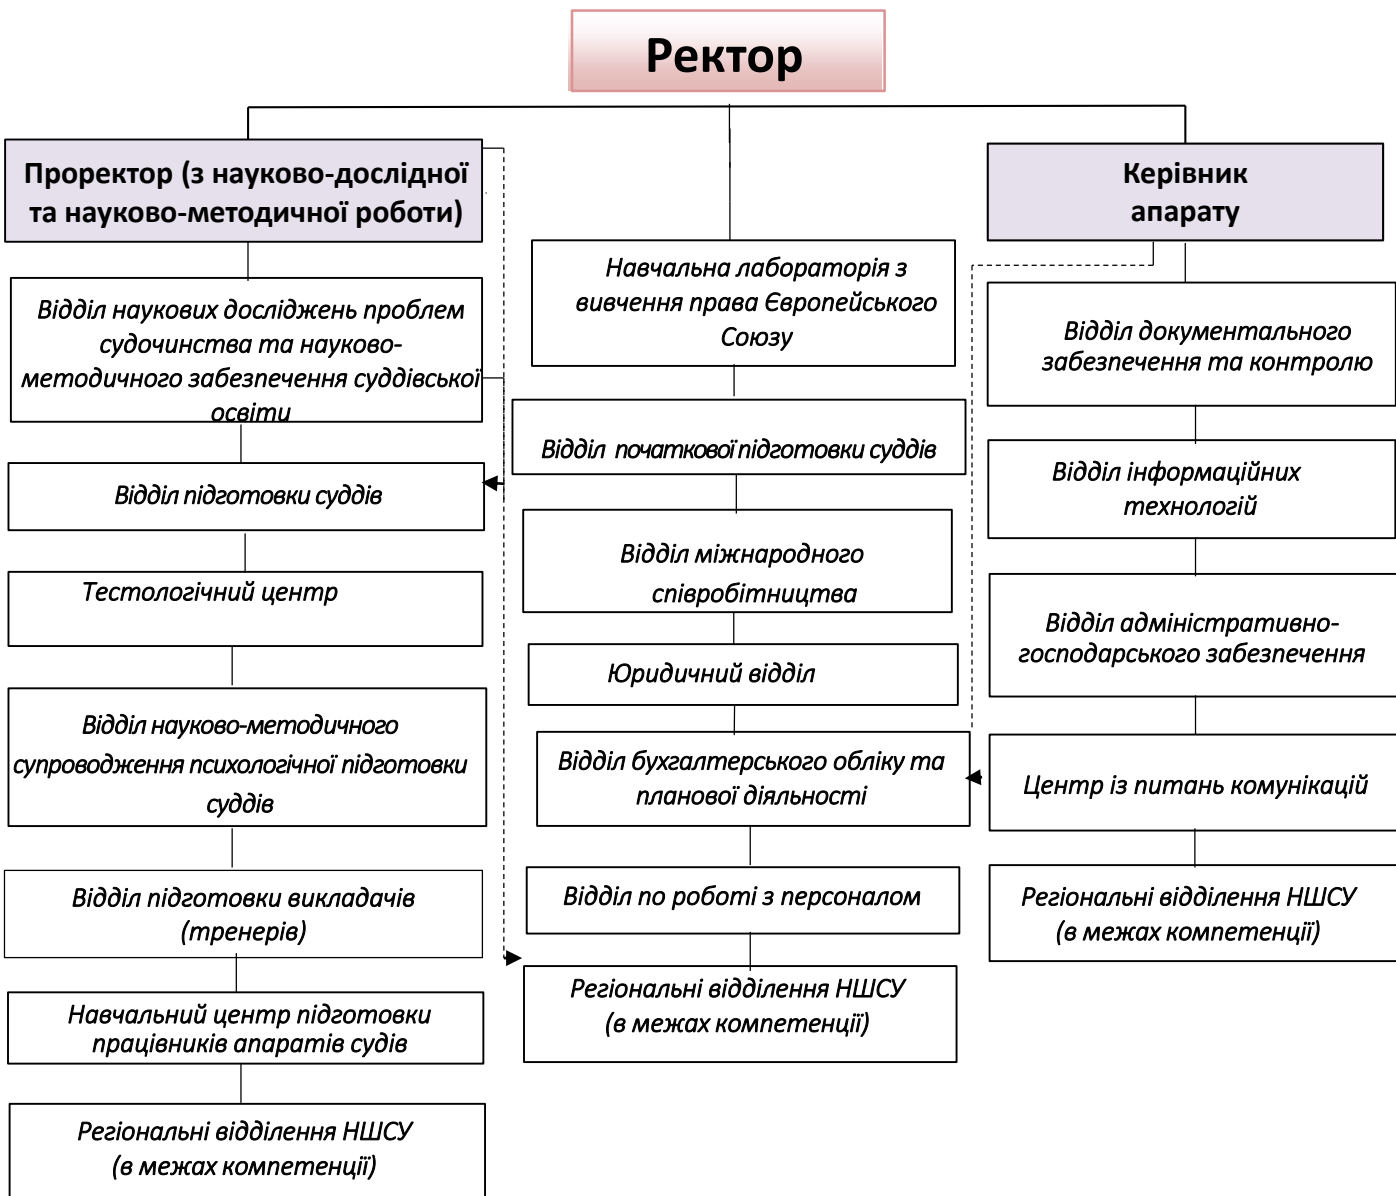 Ректор
Проректор (з науково-дослідної
та науково-методичної роботи)
Відділ наукових досліджень проблем
судочинства та науково-
методичного забезпечення суддівської
освіти
Відділ підготовки суддів
Тестологічний центр
Відділ науково-методичного
супроводження психологічної підготовки
суддів
Відділ підготовки викладачів
(тренерів)
Навчальний центр підготовки
працівників апаратів судів
Регіональні відділення НШСУ
(в межах компетенції)
Навчальна лабораторія з
вивчення права Європейського
Союзу
Відділ початкової підготовки суддів
Відділ міжнародного
співробітництва
Юридичний відділ
Відділ бухгалтерського обліку та
планової діяльності
Відділ по роботі з персоналом
Регіональні відділення НШСУ
(в межах компетенції)
Керівник
апарату
Відділ документального
забезпечення та контролю
Відділ інформаційних
технологій
Відділ адміністративно-
господарського забезпечення
Центр із питань комунікацій
Регіональні відділення НШСУ
(в межах компетенції)